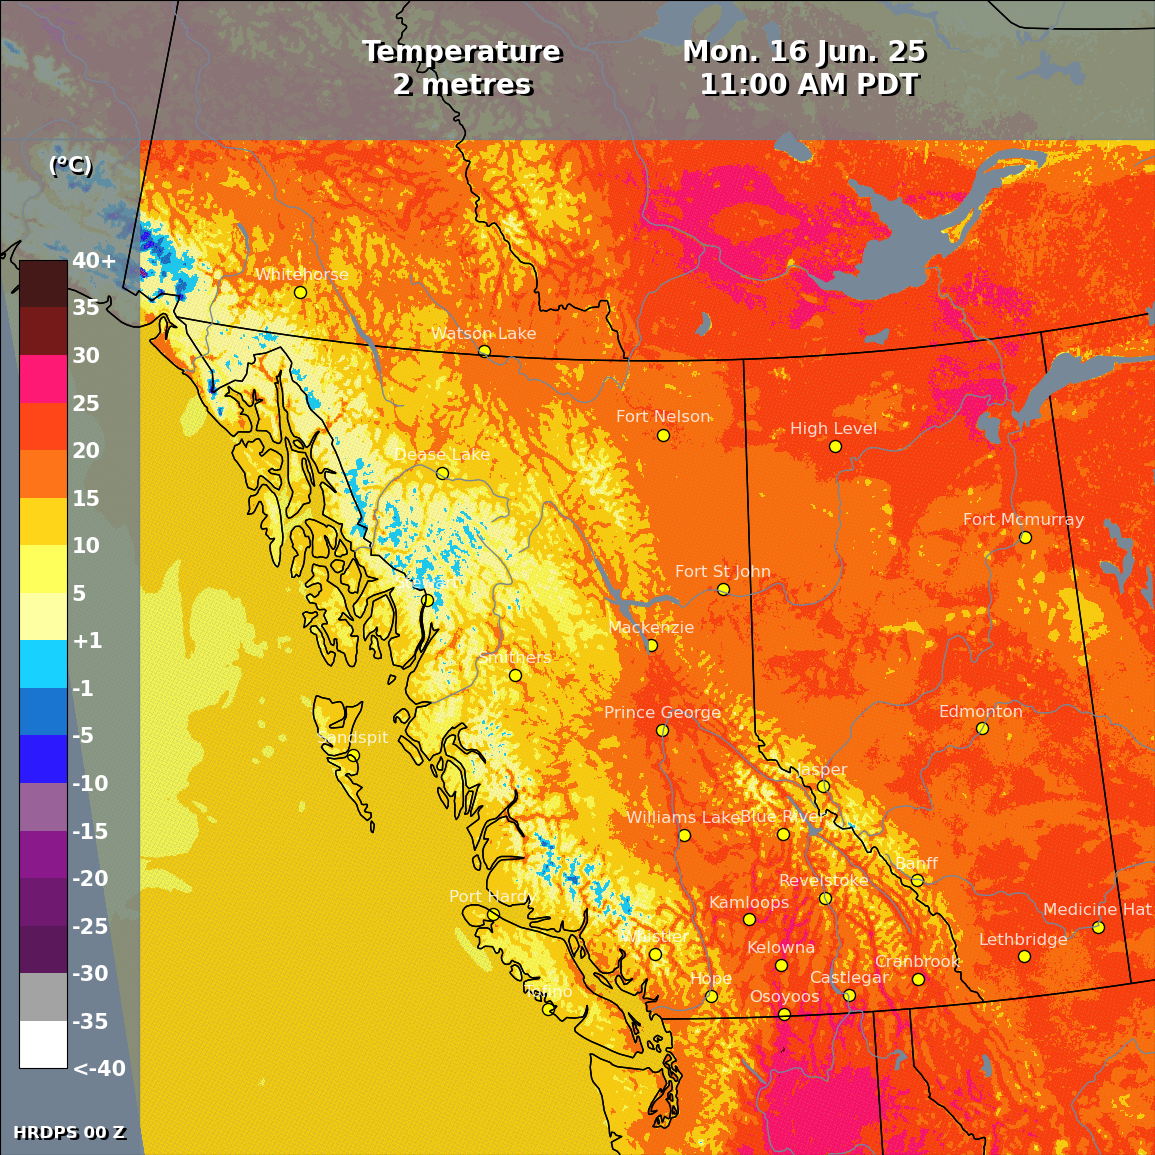 Temperature
2 metres
Mon. 16 Jun. 25
11:00 AM PDT
(°C)
40+
35
30
25
20
15
10
5
+1
-1
-5
-10
-15
-20
-25
-30
-35
<-40
Whitehorse
Watson Lake
Fort Nelson
High Level
Dease Lake
Fort Mcmurray
Fort St John
Mackenzie
Smithers
Prince George
Edmonton
Sandspit
Jasper
Williams Lake
Blue River
Banff
Revelstoke
Port Hardy
Kamloops
Medicine Hat
Whistler
Kelowna
Lethbridge
Cranbrook
Hope
Castlegar
Tofino
Osoyoos
HRDPS 00 Z